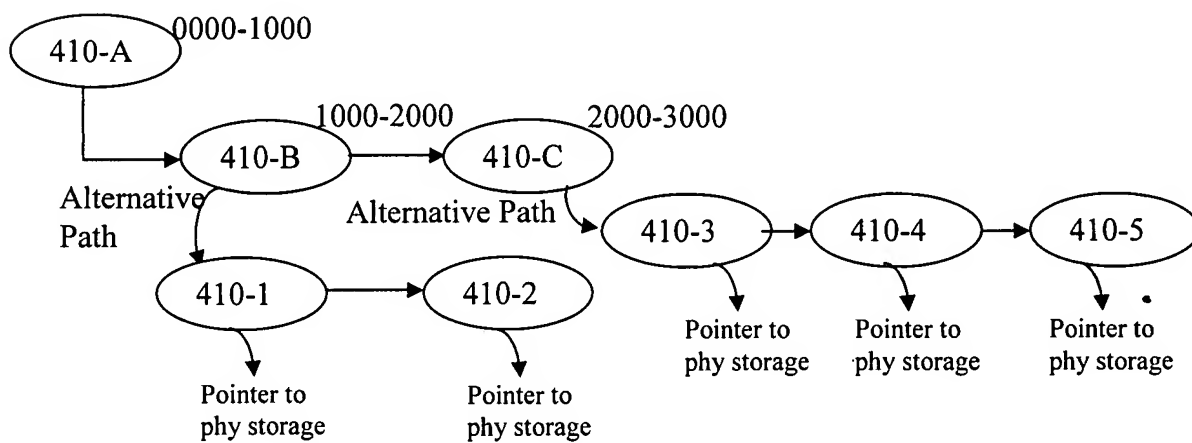 0000-1000
410-A
1000-2000
2000-3000
410-B
410-C
Alternative
Path
Alternative Path
410-3
410-4
410-5
410-1
410-2
Pointer to
phy storage
Pointer to
phy storage
Pointer to
phy storage
Pointer to
phy storage
Pointer to
phy storage